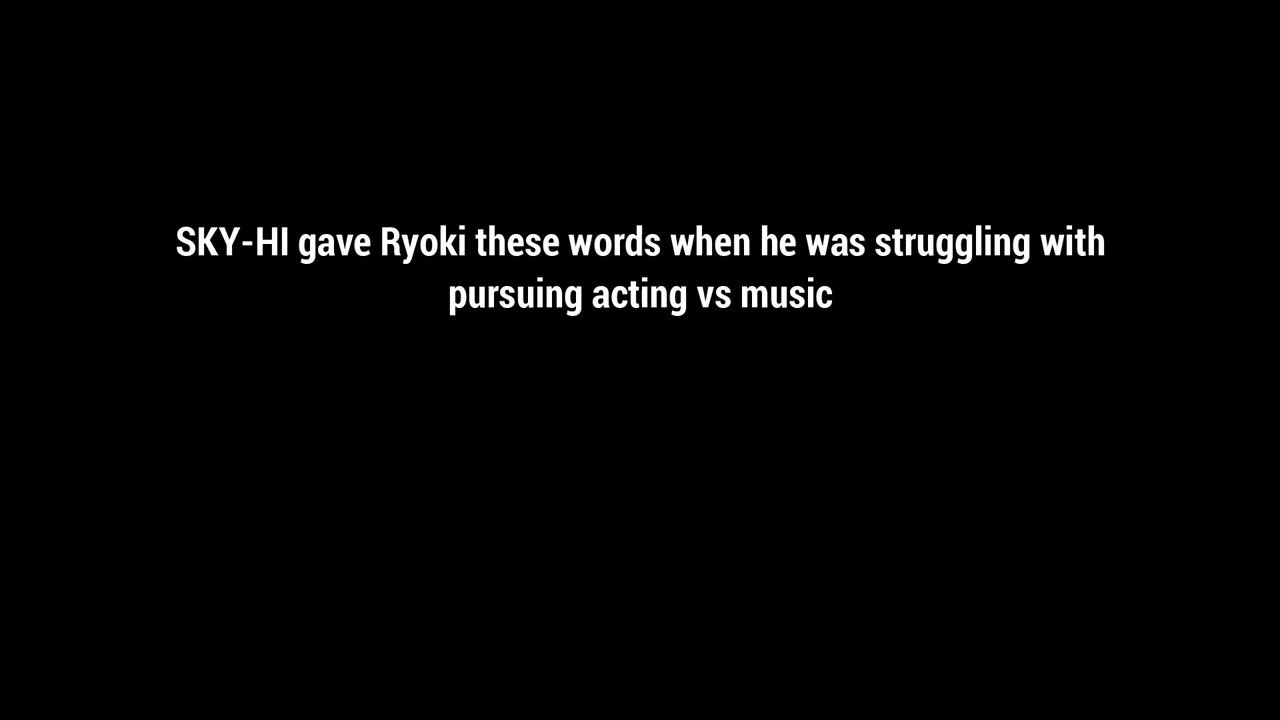 SKY-HI gave Ryoki these words when he was struggling with
pursuing acting vs music